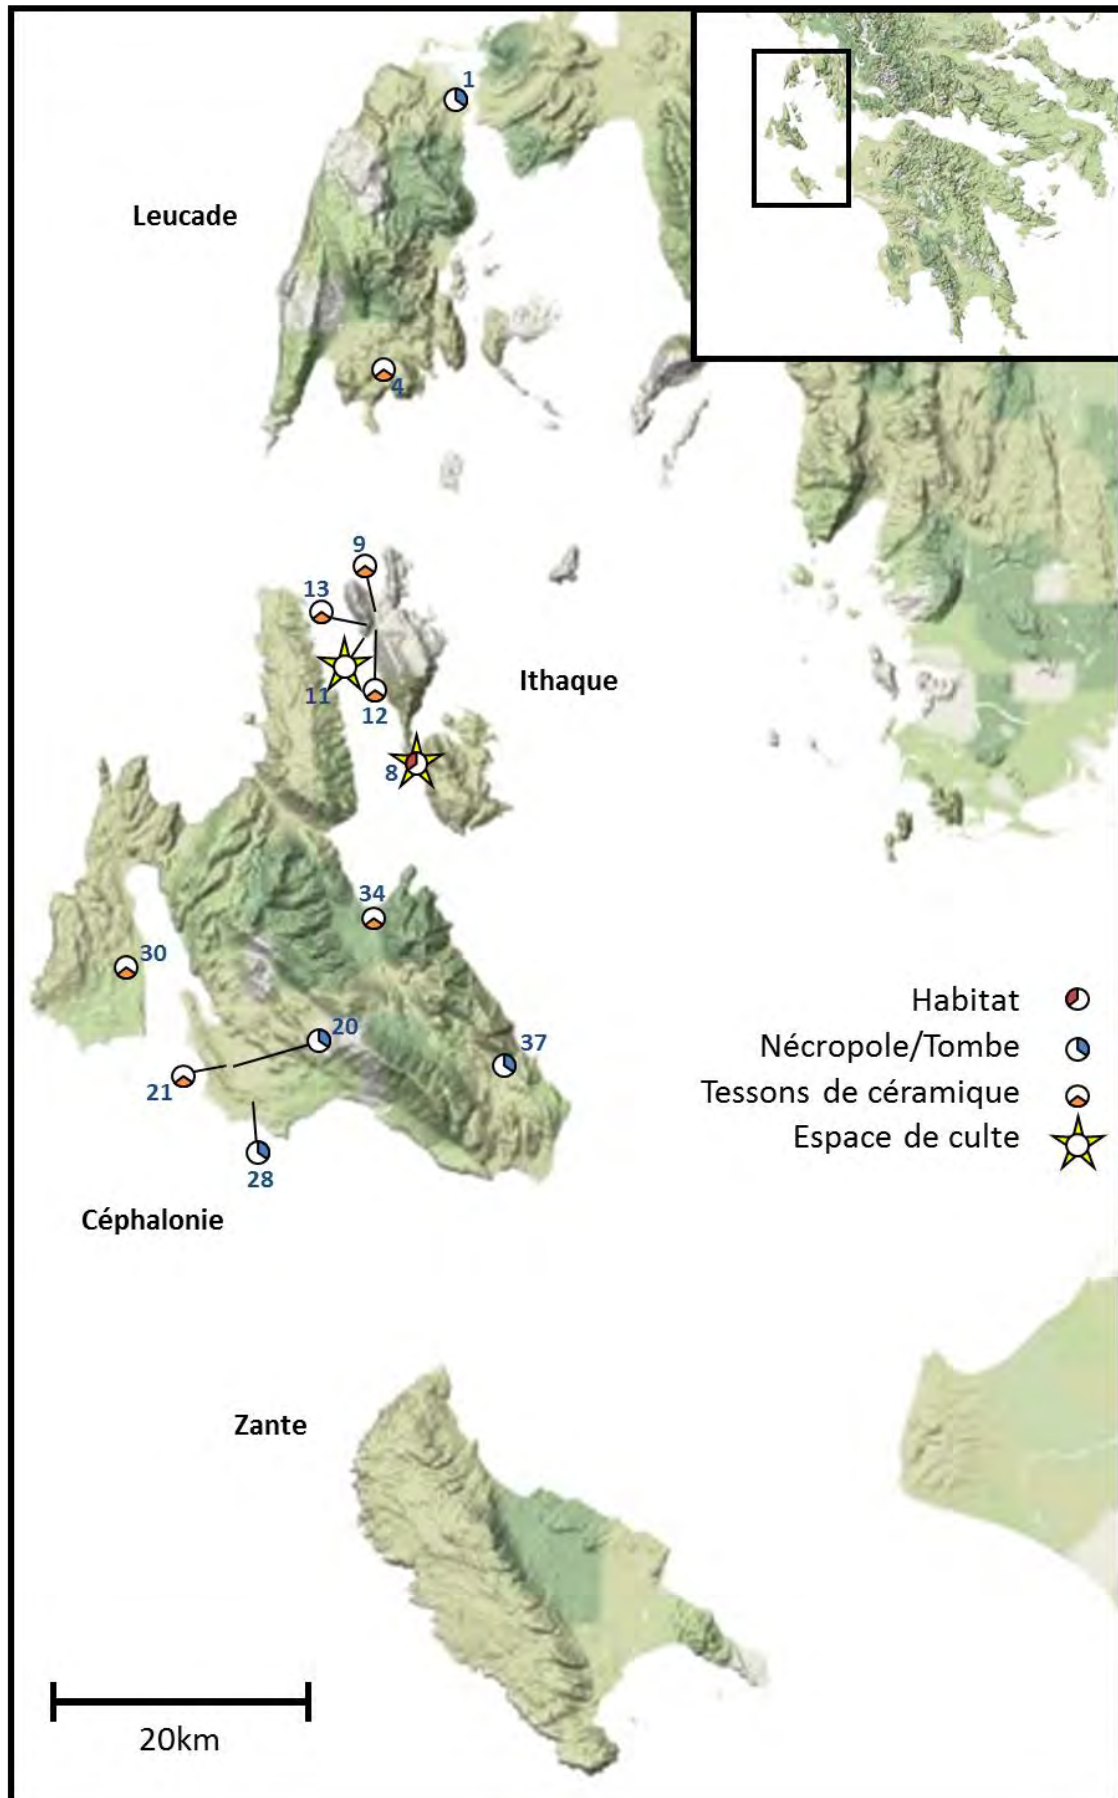 1
Leucade
4
9
13
Ithaque
11
12
8
34
30
20
37
21
28
Habitat
Nécropole/Tombe
Tessons de céramique
Espace de culte
Céphalonie
Zante
20km